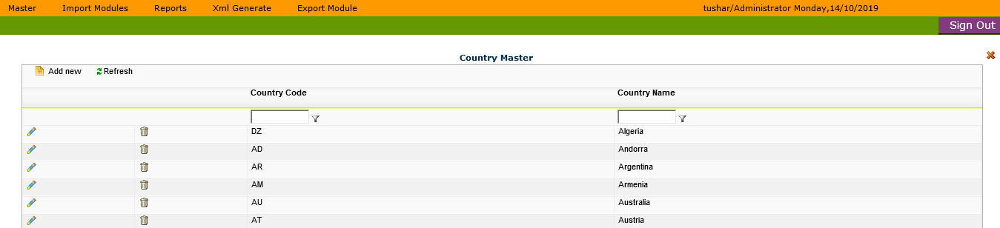 Master Import Modules Reports Xml Generate Export Module tushar/Administrator Monday,14/10/2019
Sign Out
Country Master
Add new Refresh
Country Code Country Name
DZ Algeria
AD Andorra
AR Argentina
AM Armenia
AU Australia
AT Austria